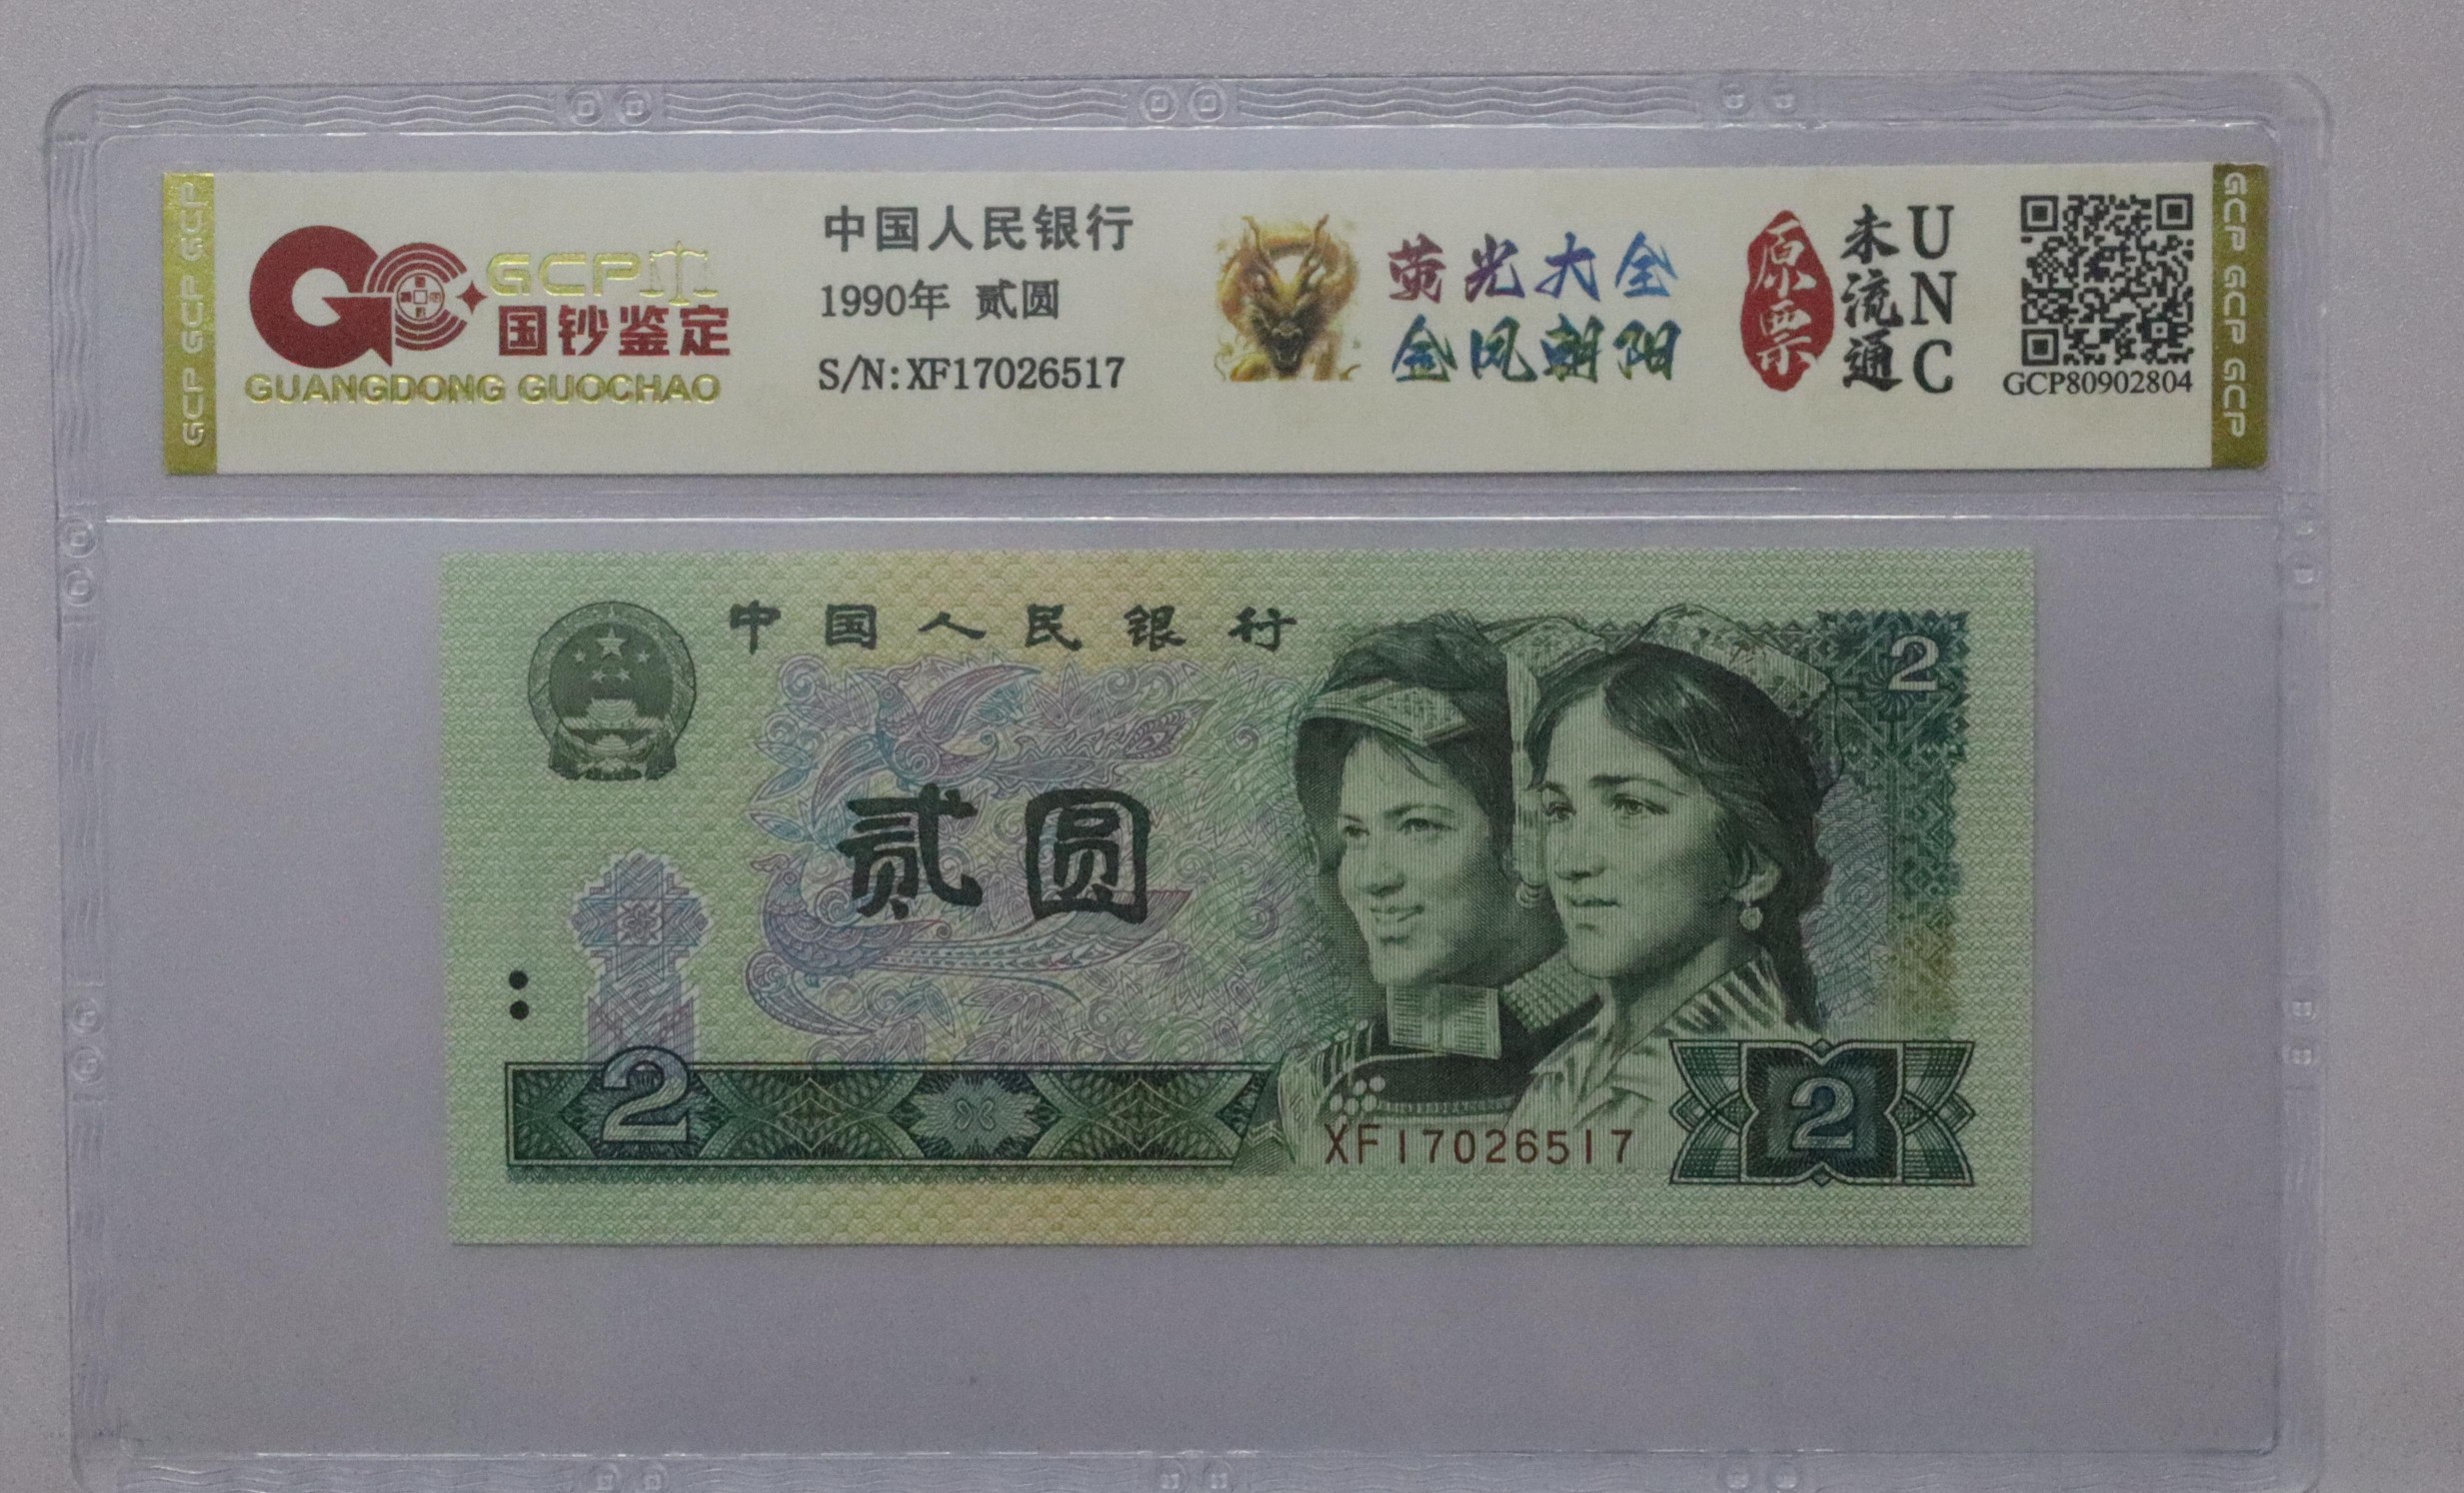 GCP GCP GCP
GCP
国钞鉴定
GUANGDONG GUOCHAO
中国人民银行
1990年 贰圆
S/N:XF17026517
荧光大全
金凤朝阳
原票
未流通
UNC
GCP80902804
GCP GCP GCP
中国人民银行
2
贰圆
2
XF17026517
2